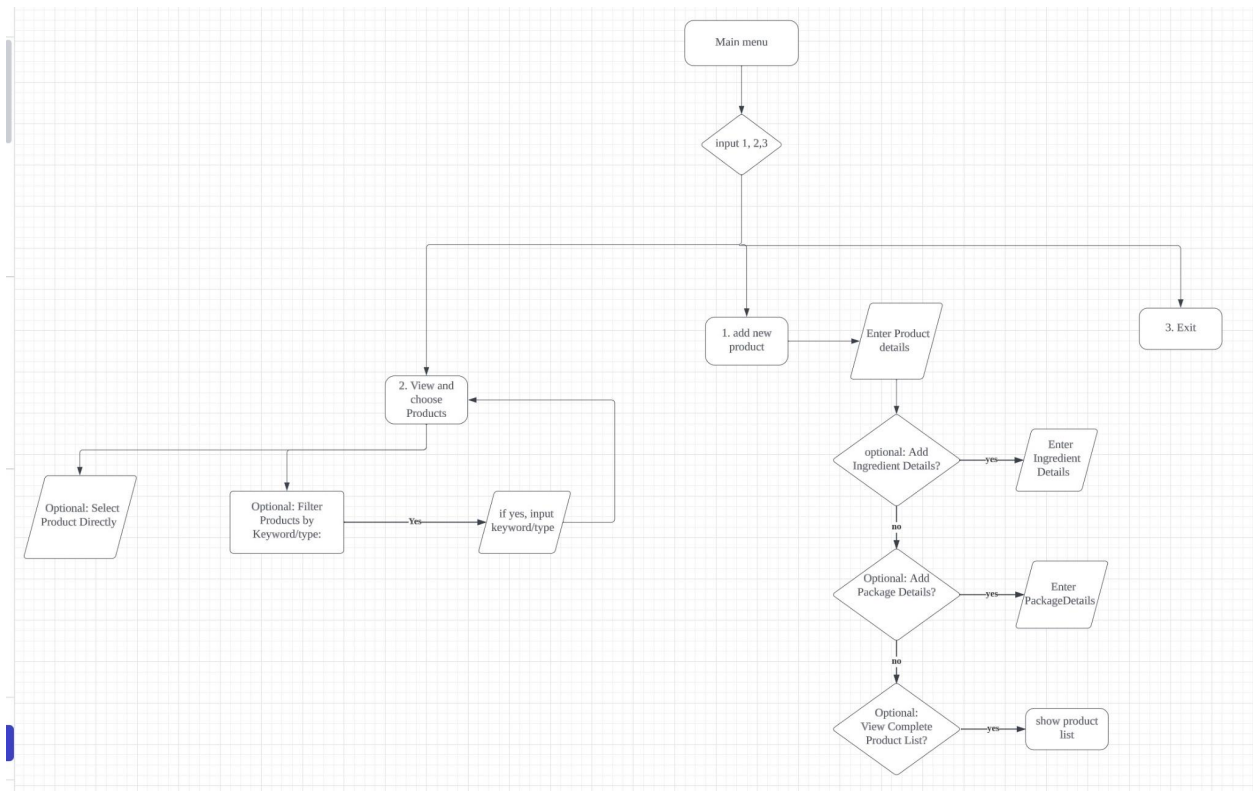 Main menu
input 1, 2,3
1. add new
product
Enter Product
details
3. Exit
2. View and
choose
Products
optional: Add
Ingredient Details?
yes
Enter
Ingredient
Details
Optional: Select
Product Directly
Optional: Filter
Products by
Keyword/type:
Yes
if yes, input
keyword/type
no
Optional: Add
Package Details?
yes
Enter
PackageDetails
no
Optional:
View Complete
Product List?
yes
show product
list